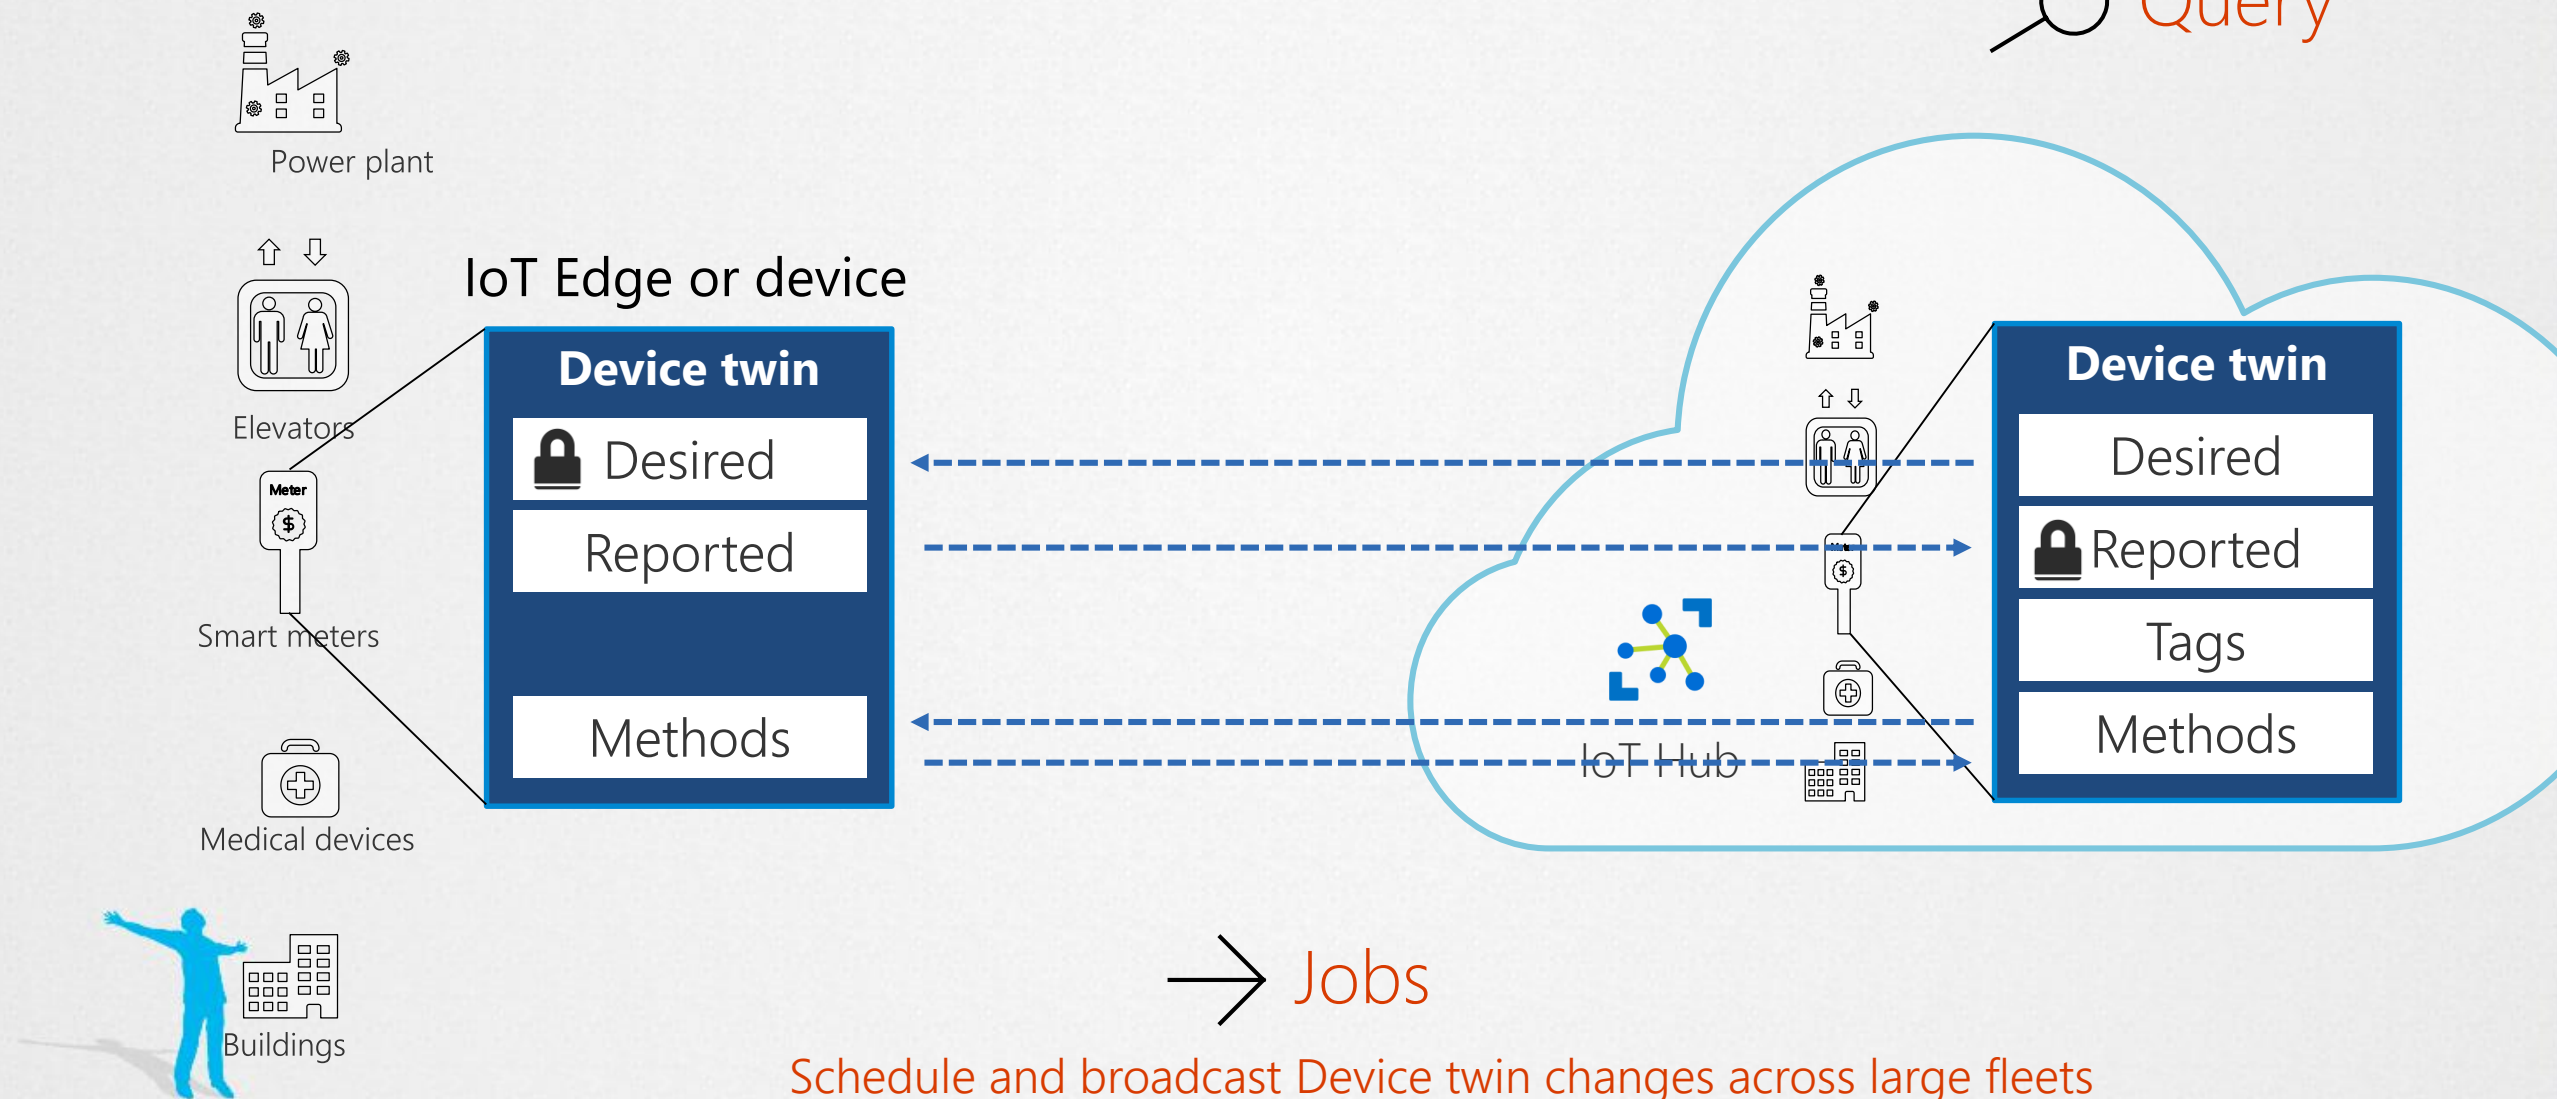 Query
Power plant
IoT Edge or device
Elevators
Meter
$
Smart meters
Medical devices
Buildings
Device twin
Desired
Reported
Methods
IoT Hub
$
Device twin
Desired
Reported
Tags
Methods
Jobs
Schedule and broadcast Device twin changes across large fleets